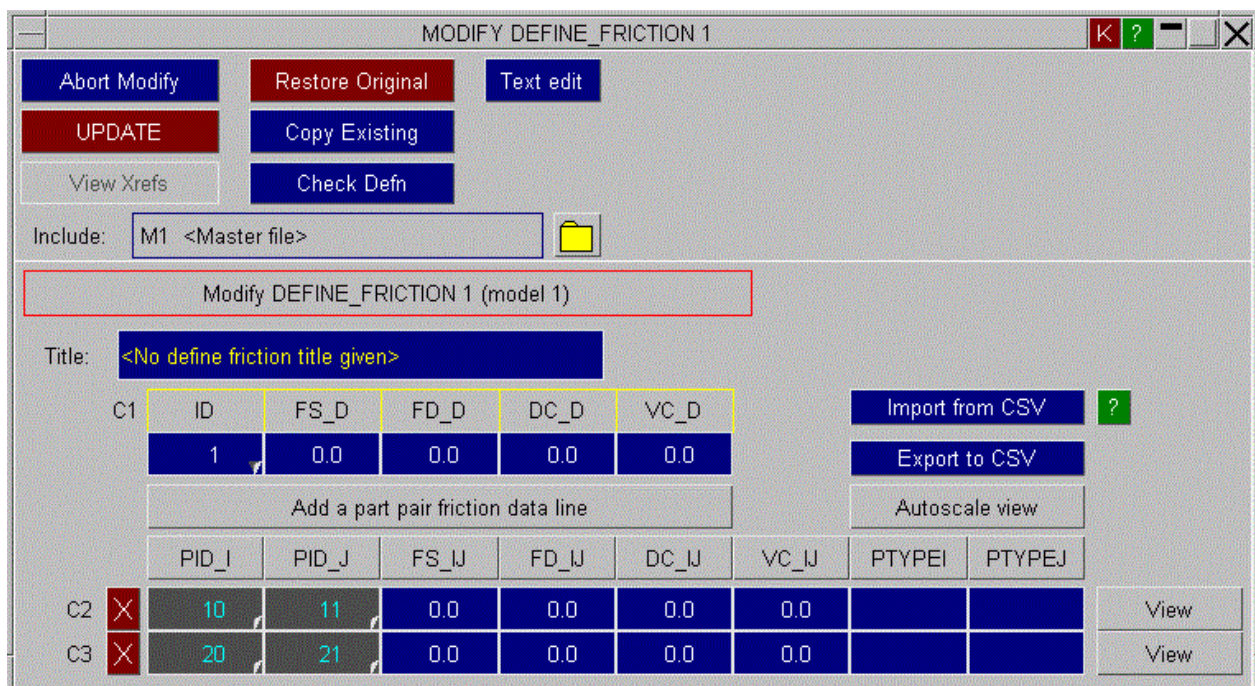 MODIFY DEFINE_FRICTION 1 K ?
Abort Modify Restore Original Text edit
UPDATE Copy Existing
View Xrefs Check Defn
Include: M1 <Master file>
Modify DEFINE_FRICTION 1 (model 1)
Title: <No define friction title given>
C1 ID FS_D FD_D DC_D VC_D Import from CSV ?
1 0.0 0.0 0.0 0.0 Export to CSV
Add a part pair friction data line Autoscale view
PID_I PID_J FS_IJ FD_IJ DC_IJ VC_IJ PTYPEI PTYPEJ
C2 X 10 11 0.0 0.0 0.0 0.0 View
C3 X 20 21 0.0 0.0 0.0 0.0 View